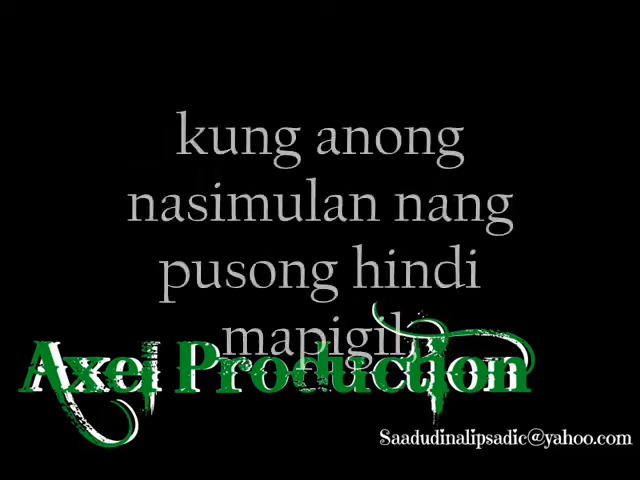 kung anong
nasimulan nang
pusong hindi
mapigil
Axel Production
Saadudinalipsadic@yahoo.com